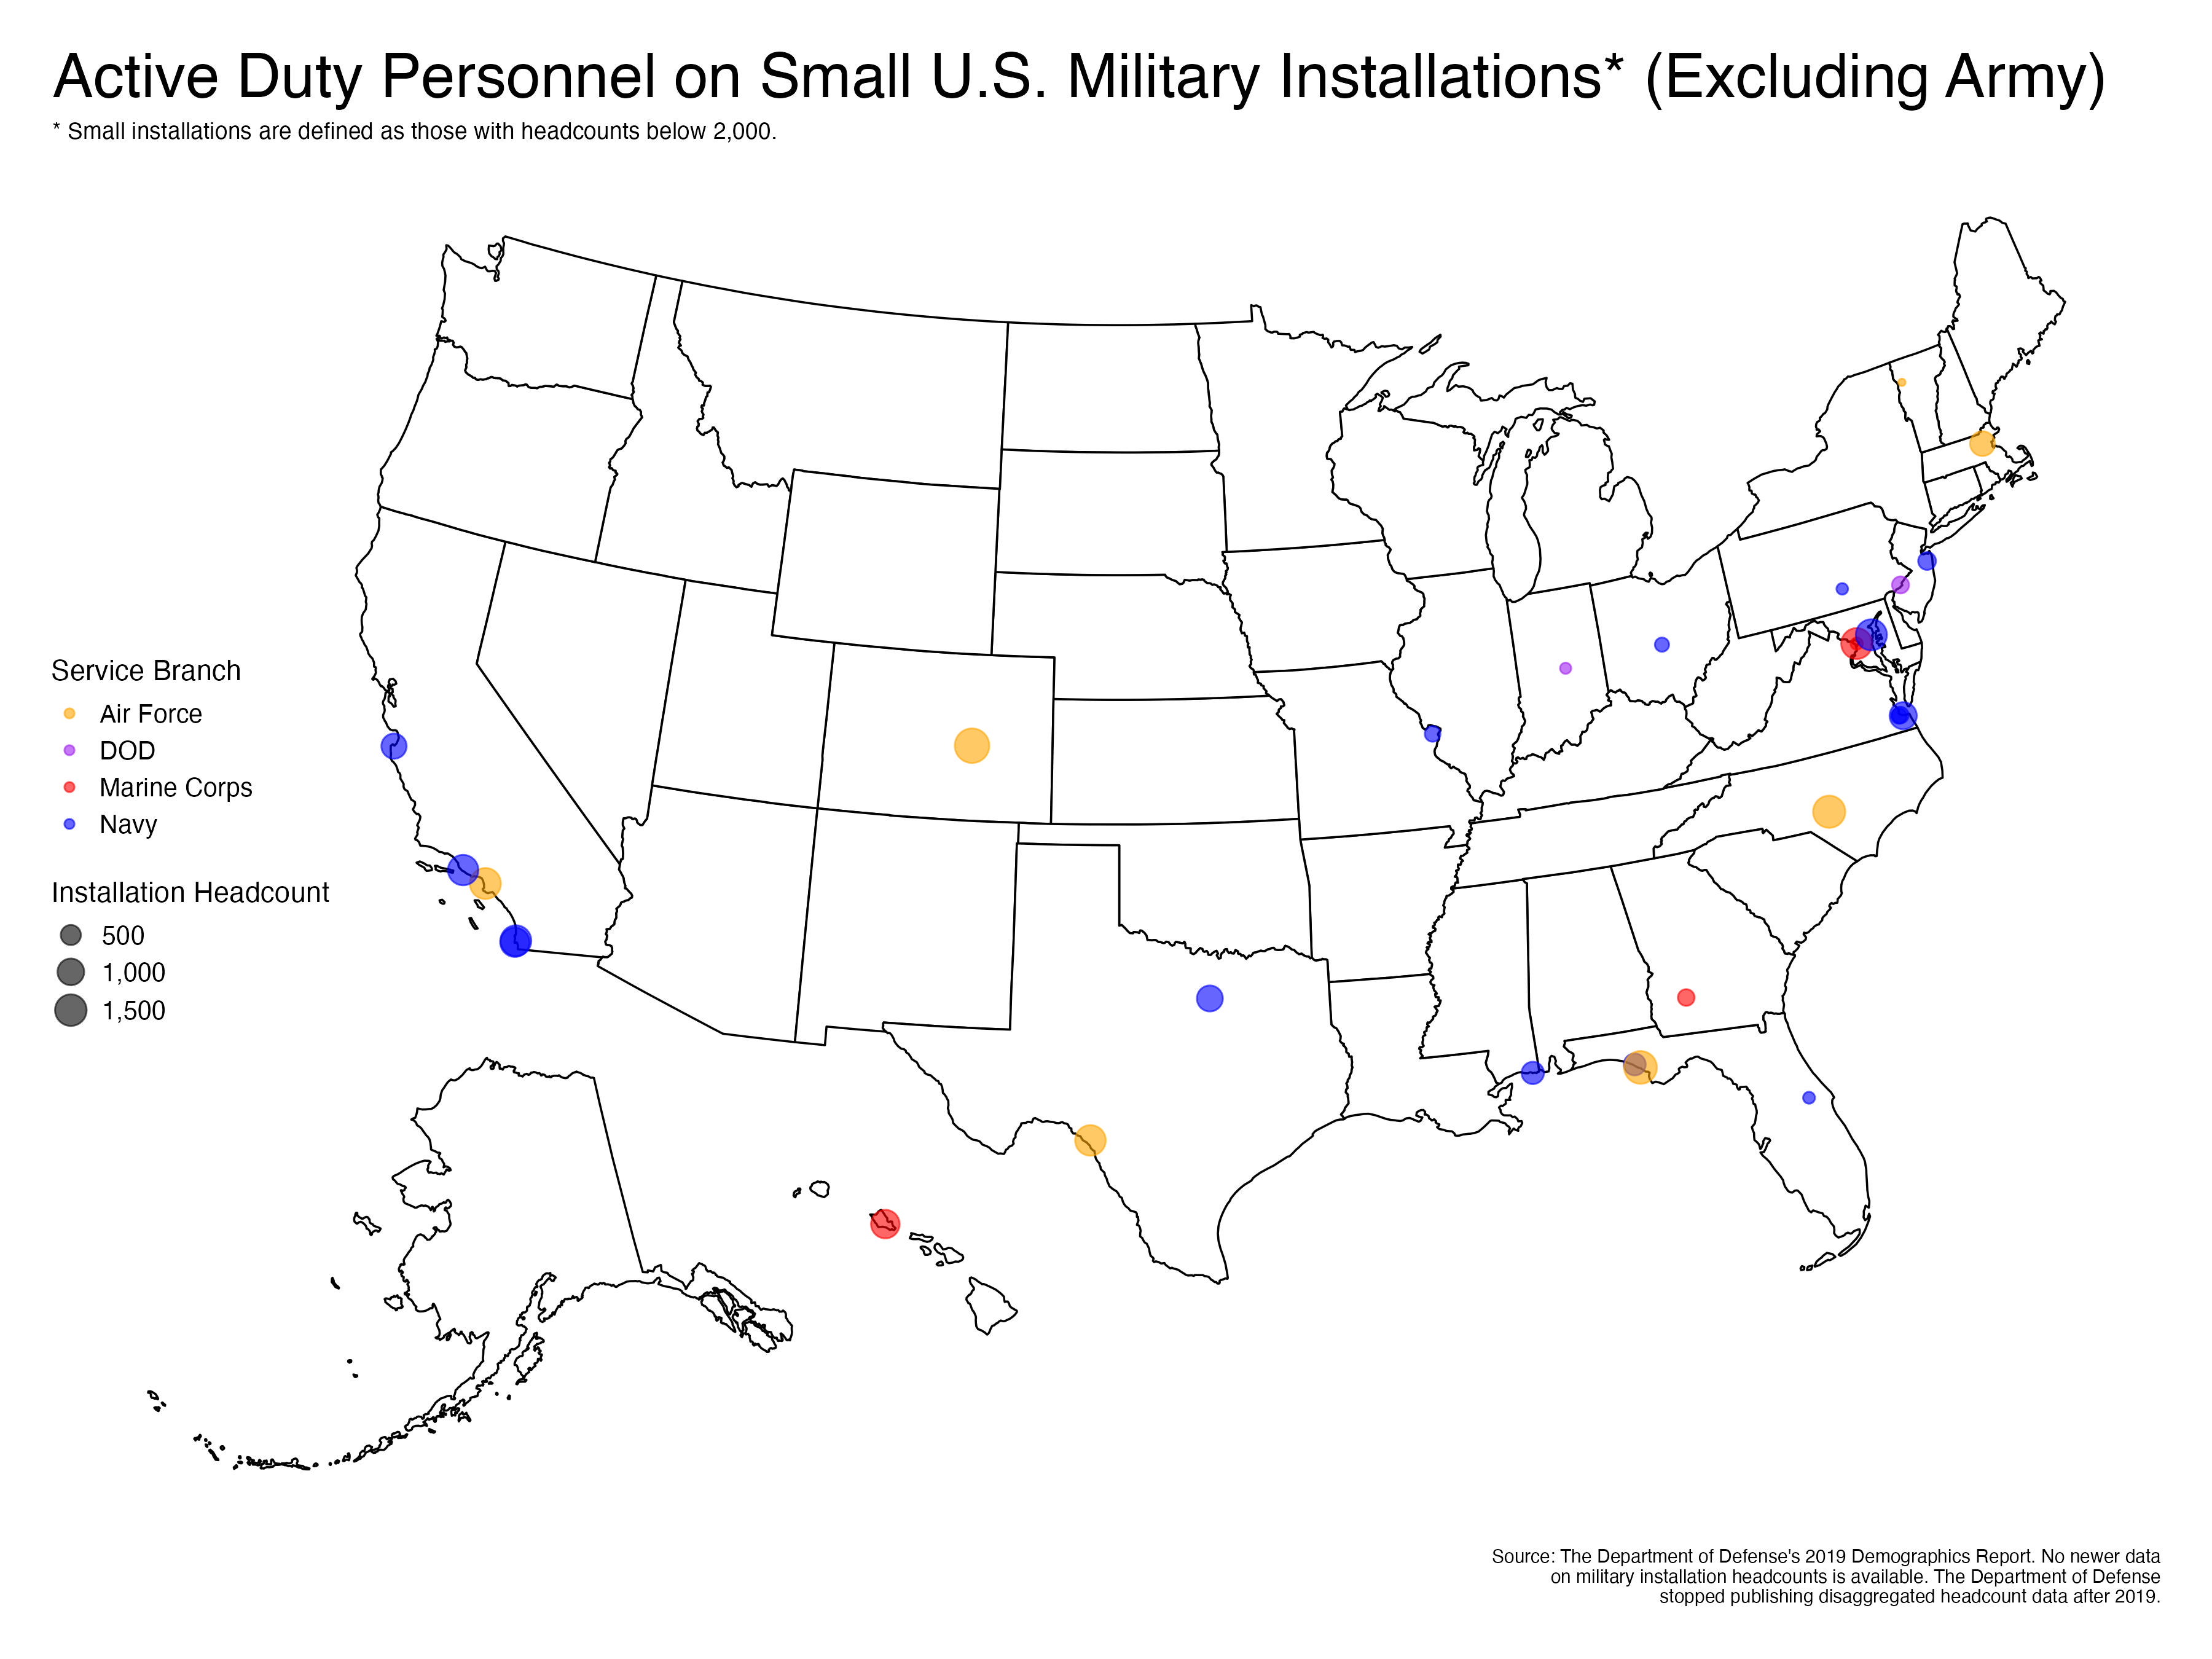 Active Duty Personnel on Small U.S. Military Installations* (Excluding Army)
* Small installations are defined as those with headcounts below 2,000.
Service Branch
Air Force
DOD
Marine Corps
Navy
Installation Headcount
500
1,000
1,500
Source: The Department of Defense's 2019 Demographics Report. No newer data
on military installation headcounts is available. The Department of Defense
stopped publishing disaggregated headcount data after 2019.